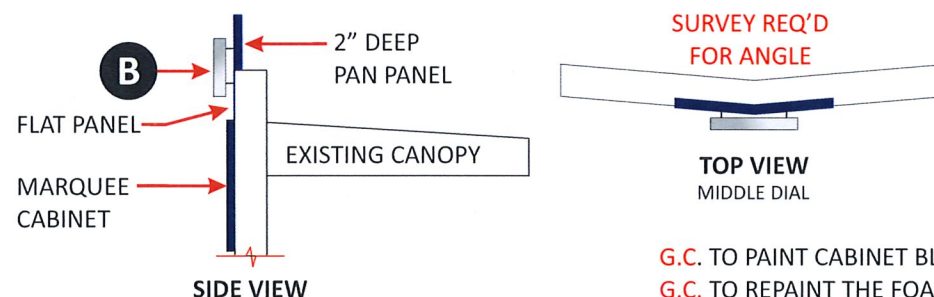 2” DEEP
PAN PANEL
B
FLAT PANEL
MARQUEE
CABINET
EXISTING CANOPY
SIDE VIEW
SURVEY REQ’D
FOR ANGLE
TOP VIEW
MIDDLE DIAL
G.C. TO PAINT CABINET
G.C. TO REPAINT THE